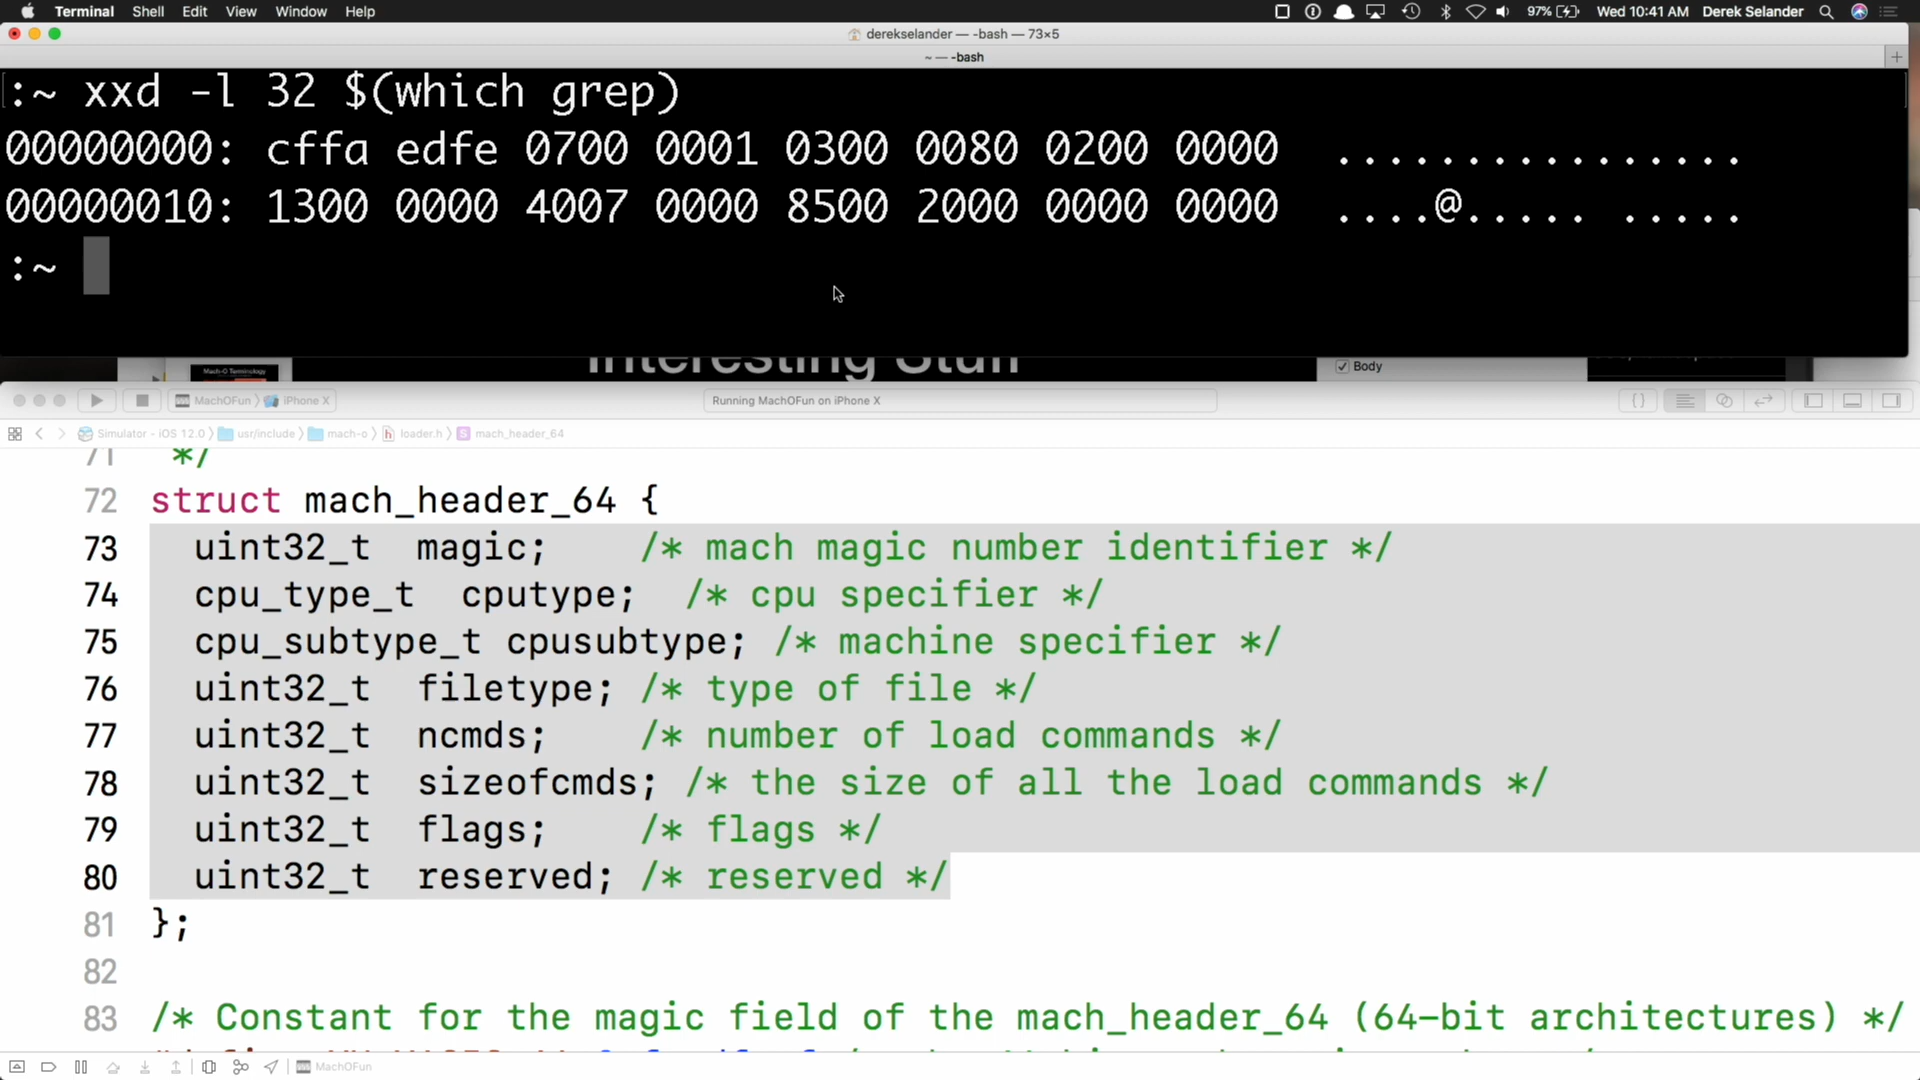 Terminal Shell Edit View Window Help 97% Wed 10:41 AM Derek Selander
derekselander — -bash — 73×5
~ — -bash
:~ xxd -l 32 $(which grep)
00000000: cffa edfe 0700 0001 0300 0080 0200 0000 ................
00000010: 1300 0000 4007 0000 8500 2000 0000 0000 ....@..... .....
:~
Mach-O Terminology
Interesting Stuff
Body
MachOFun iPhone X Running MachOFun on iPhone X
Simulator - iOS 12.0 usr/include mach-o loader.h mach_header_64
71 */
72 struct mach_header_64 {
73 uint32_t magic; /* mach magic number identifier */
74 cpu_type_t cputype; /* cpu specifier */
75 cpu_subtype_t cpusubtype; /* machine specifier */
76 uint32_t filetype; /* type of file */
77 uint32_t ncmds; /* number of load commands */
78 uint32_t sizeofcmds; /* the size of all the load commands */
79 uint32_t flags; /* flags */
80 uint32_t reserved; /* reserved */
81 };
82
83 /* Constant for the magic field of the mach_header_64 (64-bit architectures) */
MachOFun